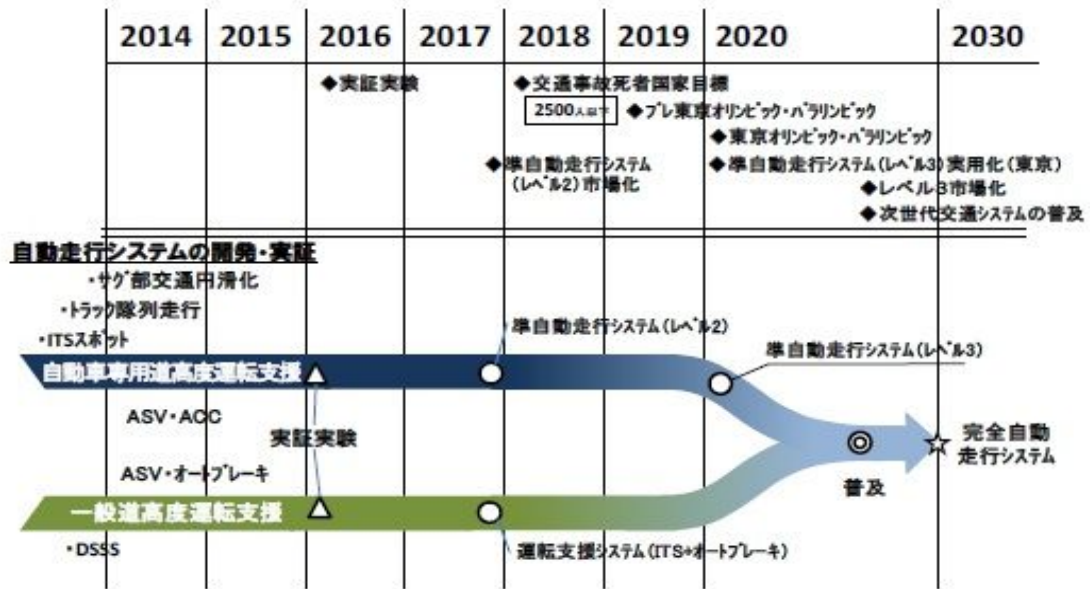 2014 2015 2016 2017 2018 2019 2020 2030
◆実証実験 ◆交通事故死者国家目標
2500人以下 ◆プレ東京オリンピック・パラリンピック
◆東京オリンピック・パラリンピック
◆準自動走行システム ◆準自動走行システム(レベル3)実用化(東京)
(レベル2)市場化
◆レベル3市場化
◆次世代交通システムの普及
自動走行システムの開発・実証
・サグ部交通円滑化
・トラック隊列走行
・ITSスポット
準自動走行システム(レベル2)
準自動走行システム(レベル3)
自動車専用道高度運転支援
ASV・ACC
実証実験
完全自動
走行システム
ASV・オートブレーキ
普及
一般道高度運転支援
・DSSS
運転支援システム(ITS+オートブレーキ)